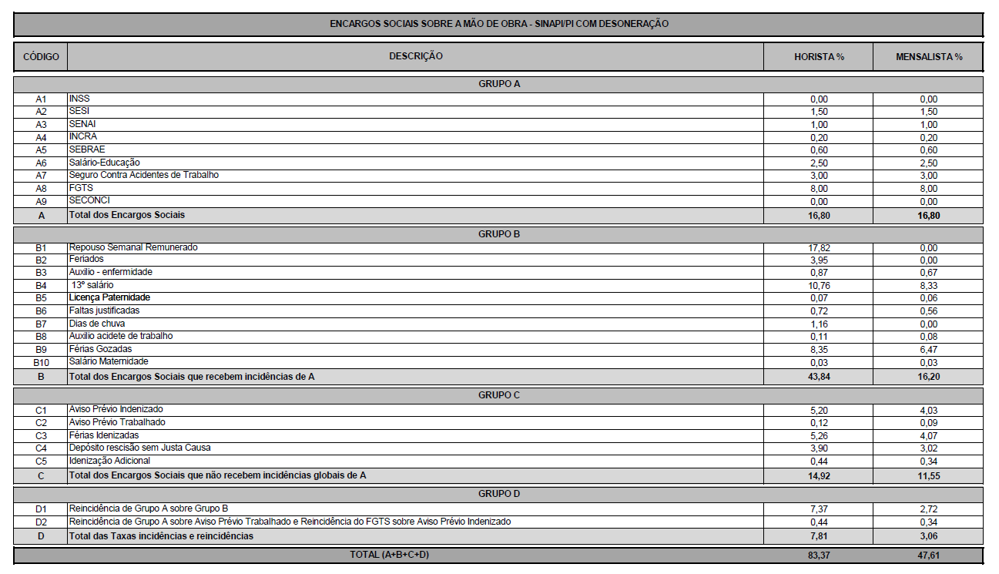 ENCARGOS SOCIAIS SOBRE A MÃO DE OBRA - SINAPI/PI COM DESONERAÇÃO
CÓDIGO DESCRIÇÃO HORISTA % MENSALISTA %
GRUPO A
A1 INSS 0,00 0,00
A2 SESI 1,50 1,50
A3 SENAI 1,00 1,00
A4 INCRA 0,20 0,20
A5 SEBRAE 0,60 0,60
A6 Salário-Educação 2,50 2,50
A7 Seguro Contra Acidentes de Trabalho 3,00 3,00
A8 FGTS 8,00 8,00
A9 SECONCI 0,00 0,00
A Total dos Encargos Sociais 16,80 16,80
GRUPO B
B1 Repouso Semanal Remunerado 17,82 0,00
B2 Feriados 3,95 0,00
B3 Auxilio - enfermidade 0,87 0,67
B4 13º salário 10,76 8,33
B5 Licença Paternidade 0,07 0,06
B6 Faltas justificadas 0,72 0,56
B7 Dias de chuva 1,16 0,00
B8 Auxilio acidete de trabalho 0,11 0,08
B9 Férias Gozadas 8,35 6,47
B10 Salário Maternidade 0,03 0,03
B Total dos Encargos Sociais que recebem incidências de A 43,84 16,20
GRUPO C
C1 Aviso Prévio Indenizado 5,20 4,03
C2 Aviso Prévio Trabalhado 0,12 0,09
C3 Férias Idenizadas 5,26 4,07
C4 Depósito rescisão sem Justa Causa 3,90 3,02
C5 Idenização Adicional 0,44 0,34
C Total dos Encargos Sociais que não recebem incidências globais de A 14,92 11,55
GRUPO D
D1 Reincidência de Grupo A sobre Grupo B 7,37 2,72
D2 Reincidência de Grupo A sobre Aviso Prévio Trabalhado e Reincidência do FGTS sobre Aviso Prévio Indenizado 0,44 0,34
D Total das Taxas incidências e reincidências 7,81 3,06
TOTAL (A+B+C+D) 83,37 47,61